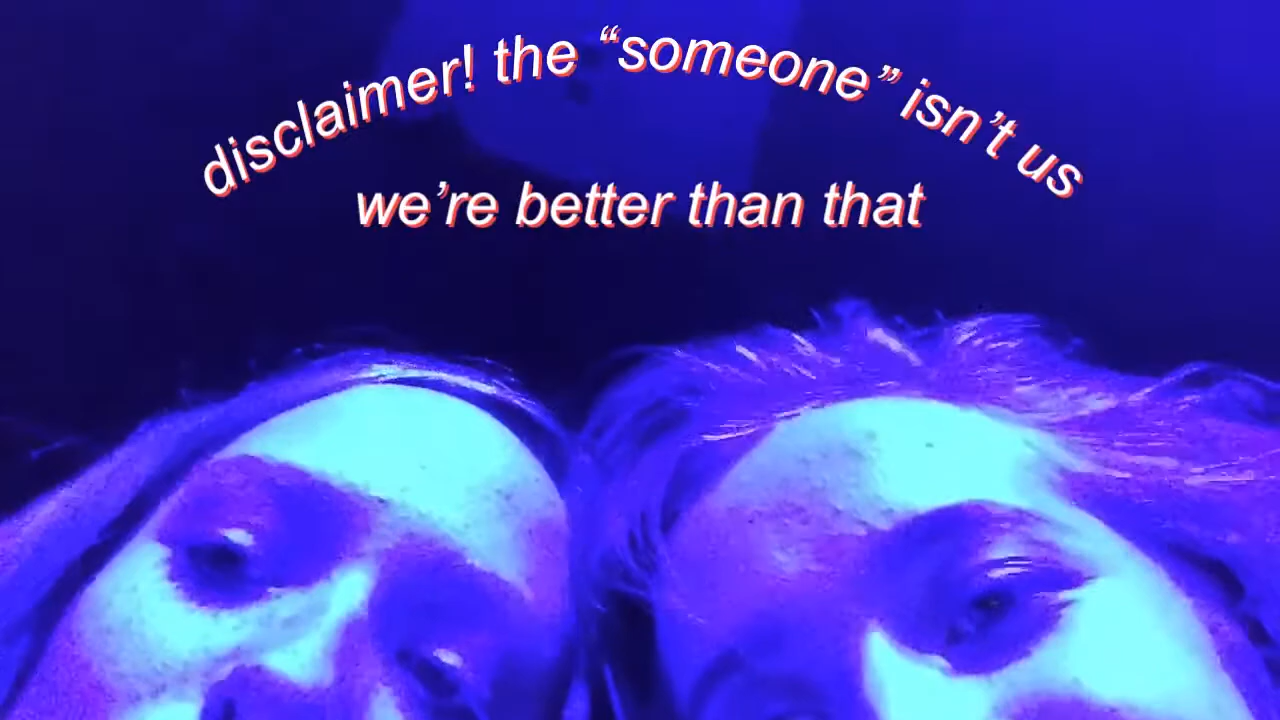 disclaimer! the “someone” isn’t us
we’re better than that